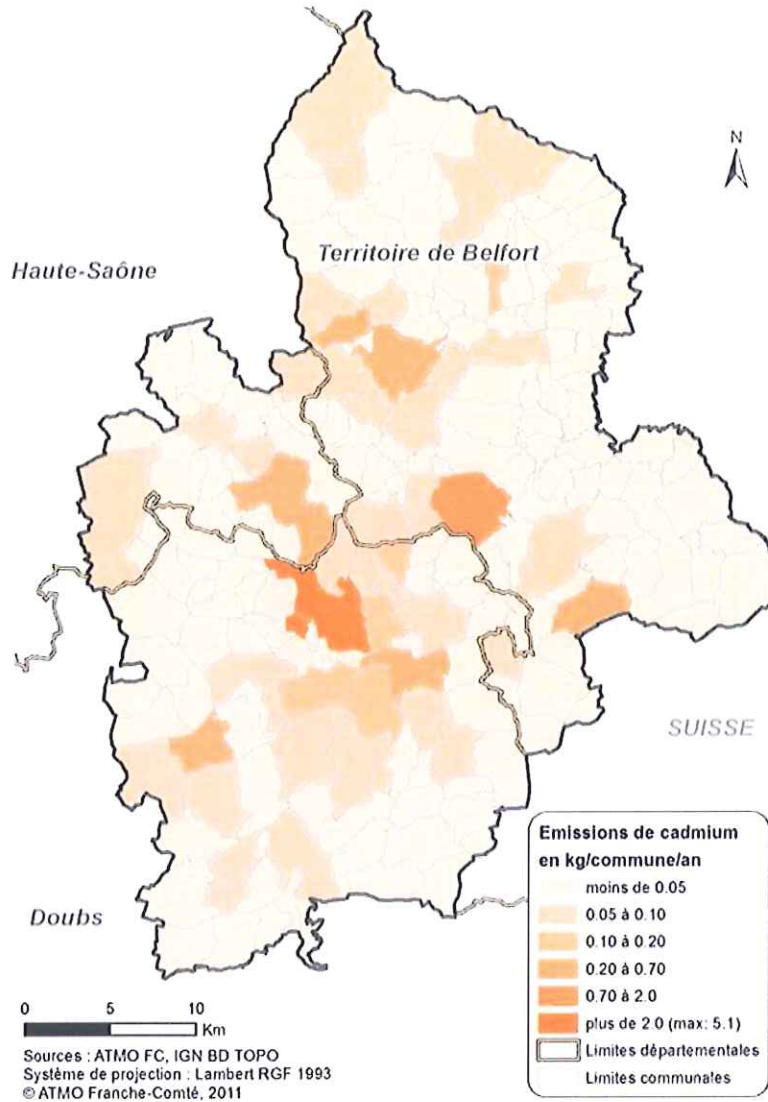 N
Haute-Saône
Territoire de Belfort
SUISSE
Doubs
Emissions de cadmium
en kg/commune/an
moins de 0.05
0.05 à 0.10
0.10 à 0.20
0.20 à 0.70
0.70 à 2.0
plus de 2.0 (max: 5.1)
Limites départementales
Limites communales
0 5 10
Km
Sources : ATMO FC, IGN BD TOPO
Système de projection : Lambert RGF 1993
© ATMO Franche-Comté, 2011